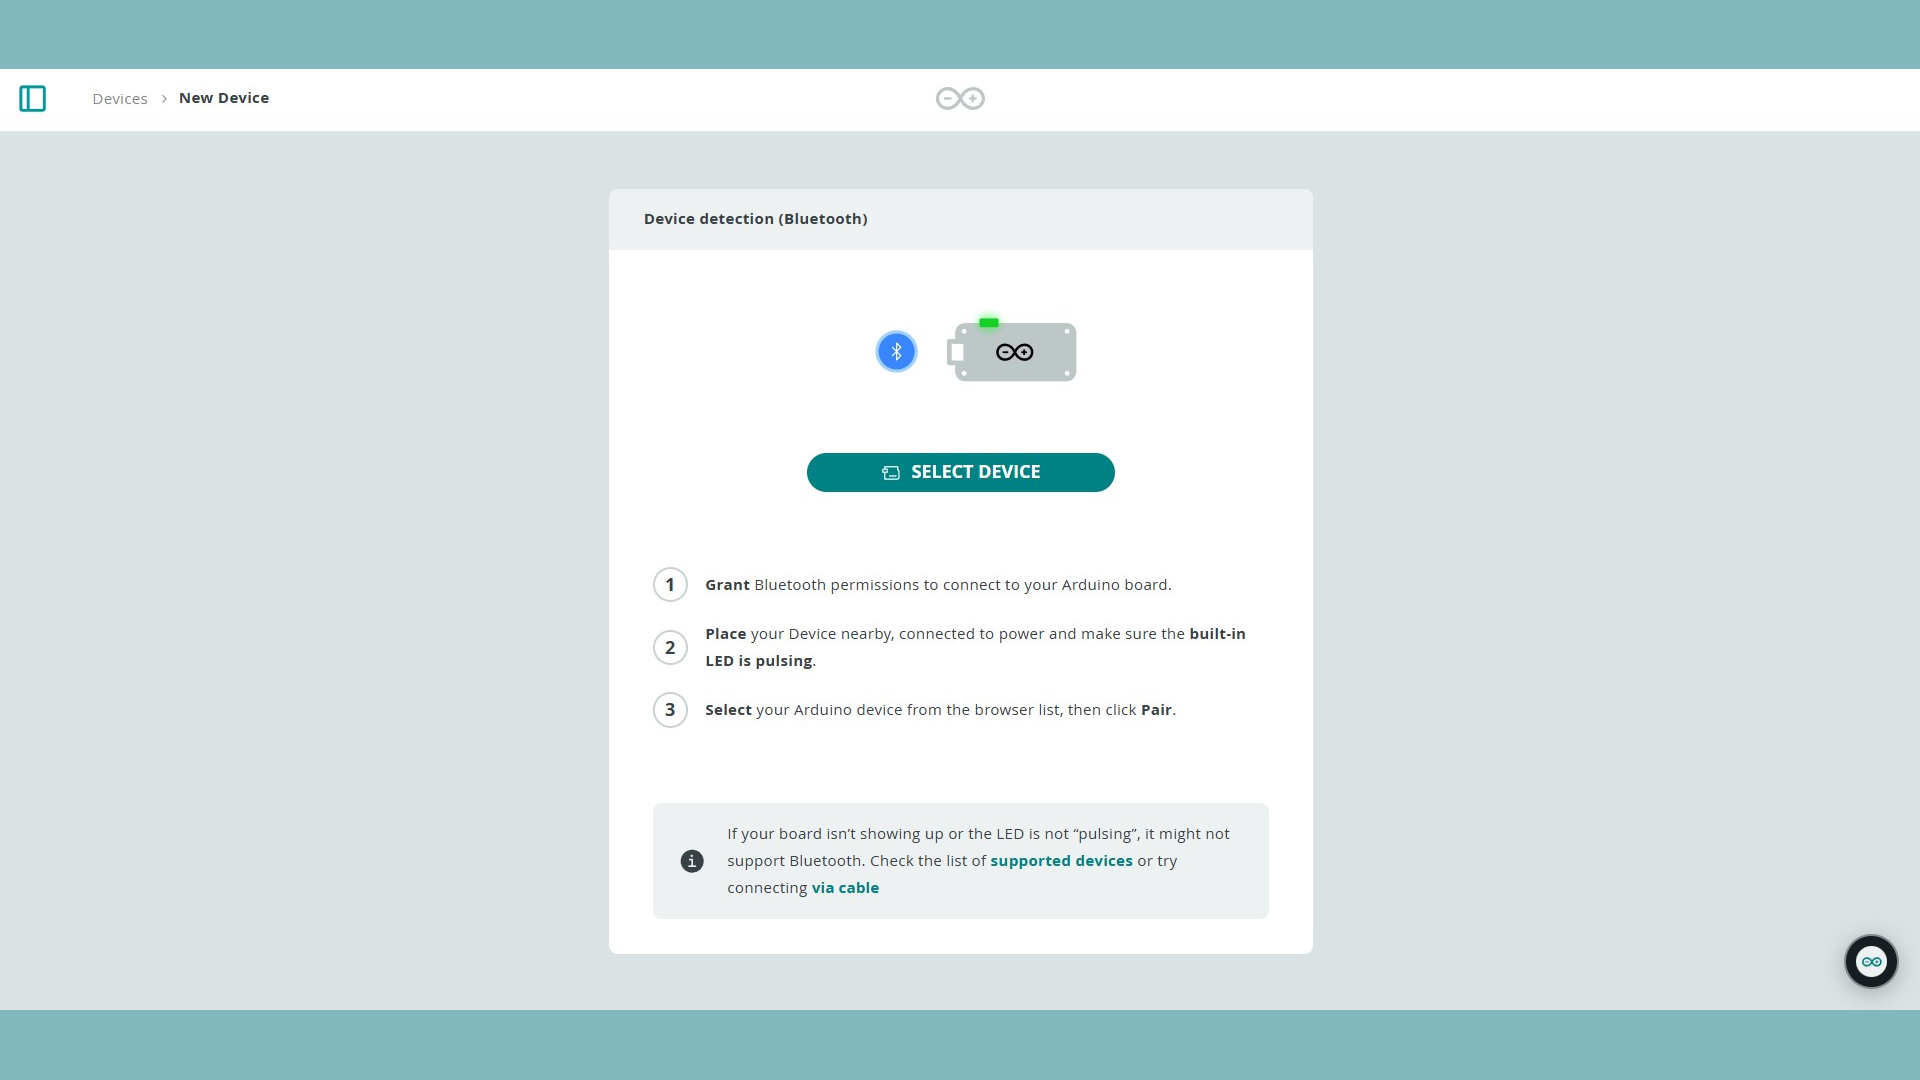 Devices > New Device
Device detection (Bluetooth)
SELECT DEVICE
1 Grant Bluetooth permissions to connect to your Arduino board.
2 Place your Device nearby, connected to power and make sure the built-in
LED is pulsing.
3 Select your Arduino device from the browser list, then click Pair.
If your board isn’t showing up or the LED is not “pulsing”, it might not
support Bluetooth. Check the list of supported devices or try
connecting via cable